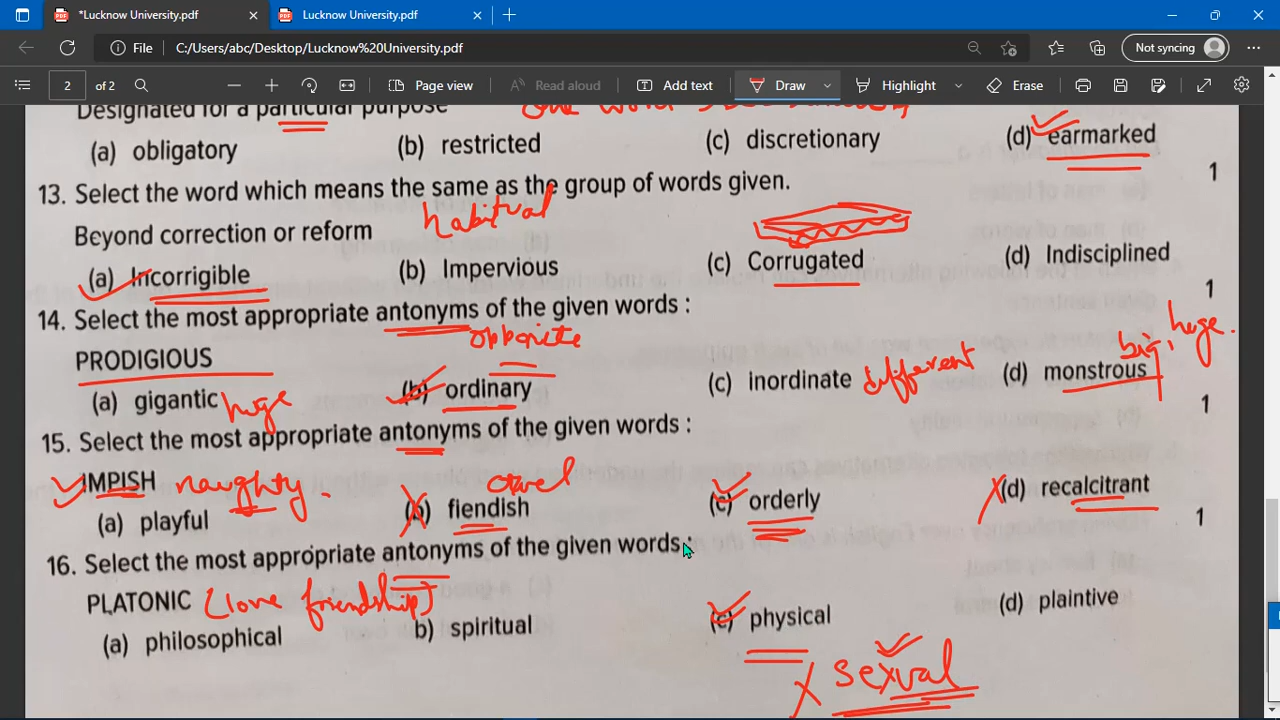 *Lucknow University.pdf
Lucknow University.pdf
File C:/Users/abc/Desktop/Lucknow%20University.pdf Not syncing
2 of 2 Page view Read aloud Add text Draw Highlight Erase
Designated for a particular purpose one word
(a) obligatory (b) restricted (c) discretionary (d) earmarked
1
13. Select the word which means the same as the group of words given.
habitual
Beyond correction or reform
(a) Incorrigible (b) Impervious (c) Corrugated (d) Indisciplined
1
14. Select the most appropriate antonyms of the given words :
opposite
PRODIGIOUS
big, huge.
(a) gigantic huge (b) ordinary (c) inordinate different (d) monstrous
1
15. Select the most appropriate antonyms of the given words :
IMPISH naughty.
cruel
(a) playful (b) fiendish (c) orderly (d) recalcitrant
1
16. Select the most appropriate antonyms of the given words :
PLATONIC (love friendship)
(a) philosophical b) spiritual (c) physical (d) plaintive
X sexual